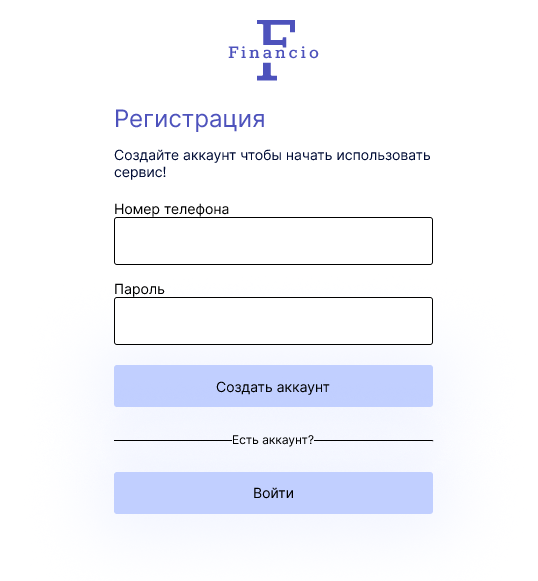 Financio
Регистрация
Создайте аккаунт чтобы начать использовать
сервис!
Номер телефона
Пароль
Создать аккаунт
Есть аккаунт?
Войти